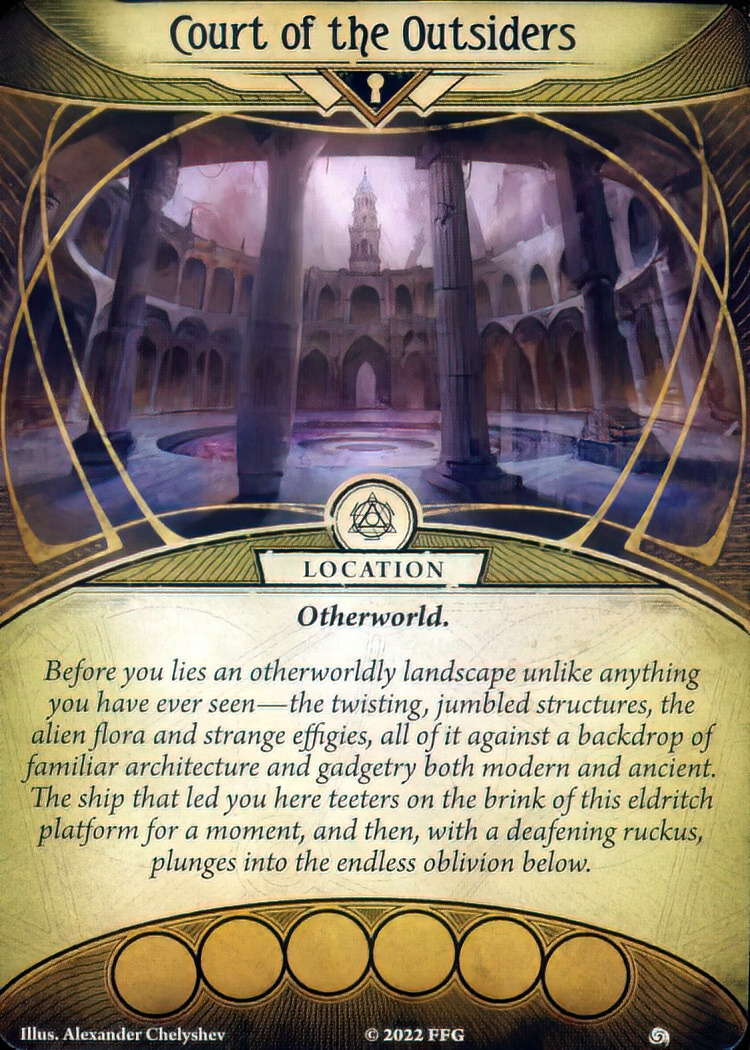 Court of the Outsiders
LOCATION
Otherworld.
Before you lies an otherworldly landscape unlike anything
you have ever seen—the twisting, jumbled structures, the
alien flora and strange effigies, all of it against a backdrop of
familiar architecture and gadgetry both modern and ancient.
The ship that led you here teeters on the brink of this eldritch
platform for a moment, and then, with a deafening ruckus,
plunges into the endless oblivion below.
Illus. Alexander Chelyshev © 2022 FFG